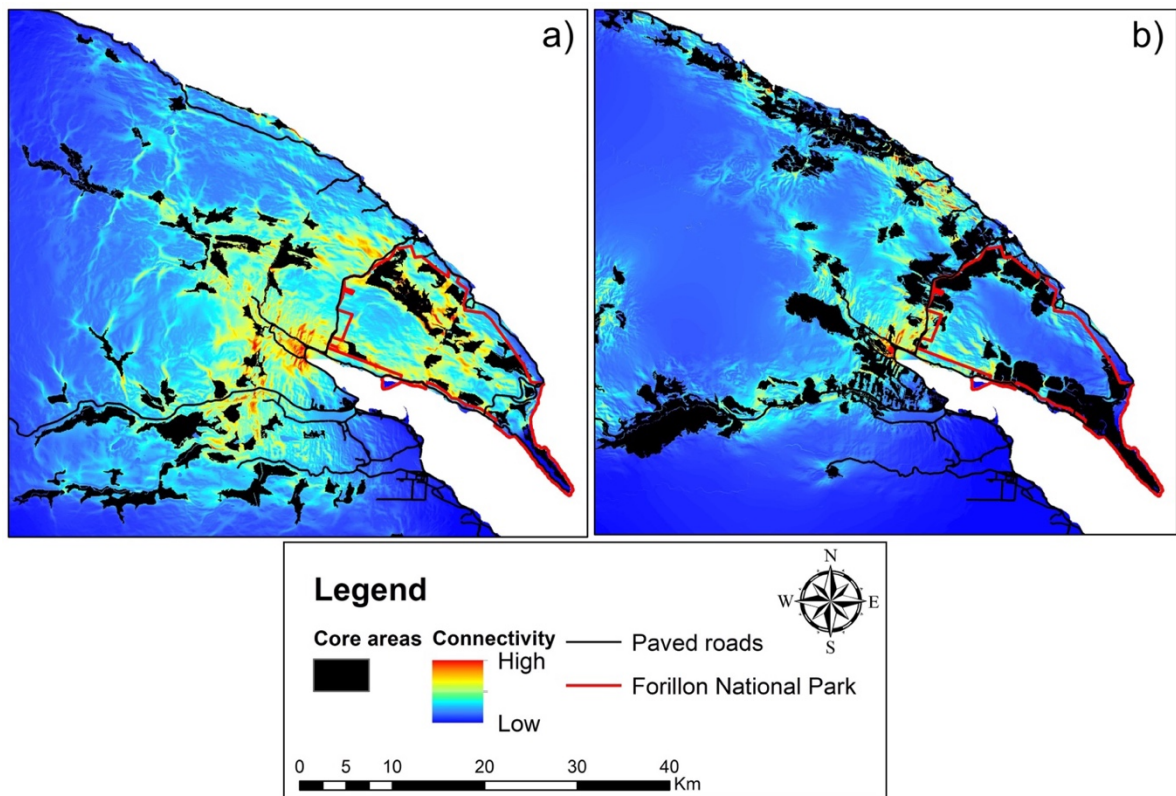 a)
b)
Legend
Core areas
Connectivity
High
Low
Paved roads
Forillon National Park
N
W E
S
0 5 10 20 30 40
Km